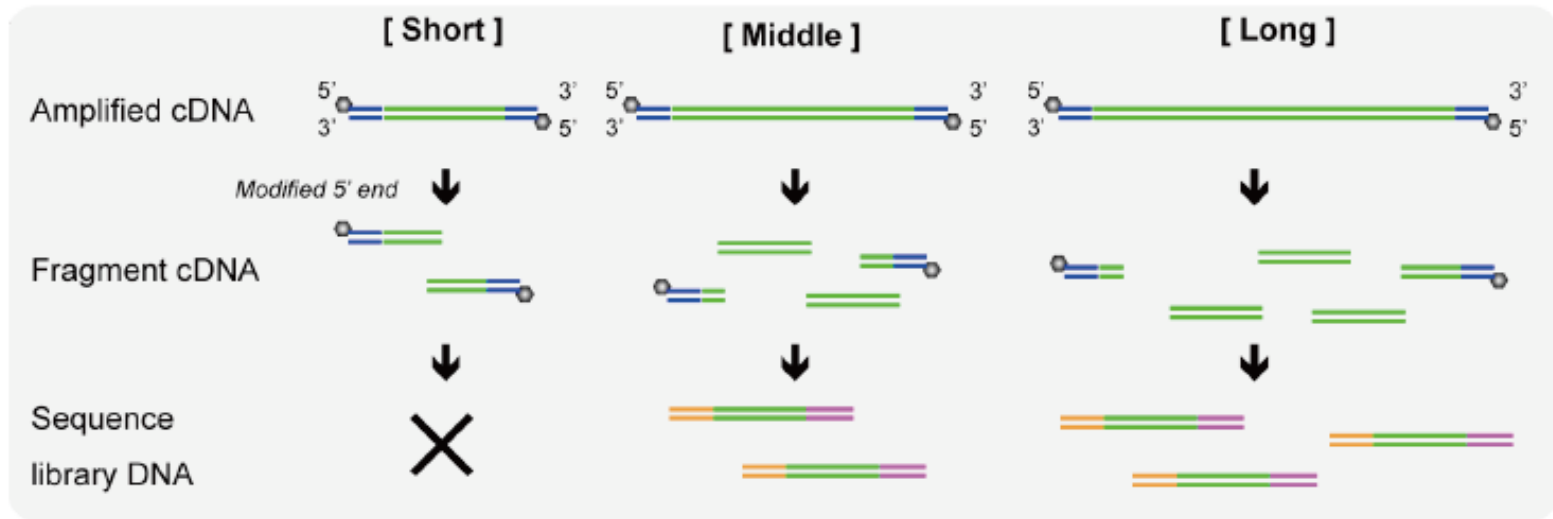 [ Short ]
[ Middle ]
[ Long ]
Amplified cDNA
5’ 3’
3’ 5’
5’ 3’
3’ 5’
5’ 3’
3’ 5’
Modified 5’ end
Fragment cDNA
Sequence
library DNA